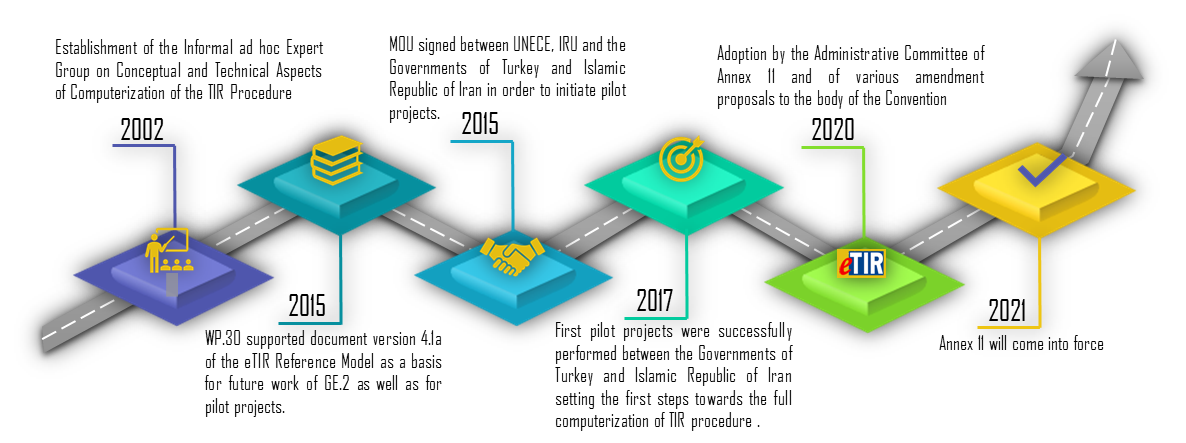 Establishment of the Informal ad hoc Expert
Group on Conceptual and Technical Aspects
of Computerization of the TIR Procedure
2002
2015
WP.30 supported document version 4.1a
of the eTIR Reference Model as a basis
for future work of GE.2 as well as for
pilot projects.
MOU signed between UNECE, IRU and the
Governments of Turkey and Islamic
Republic of Iran in order to initiate pilot
projects.
2015
2017
First pilot projects were successfully
performed between the Governments of
Turkey and Islamic Republic of Iran
setting the first steps towards the full
computerization of TIR procedure .
Adoption by the Administrative Committee of
Annex 11 and of various amendment
proposals to the body of the Convention
2020
eTIR
2021
Annex 11 will come into force